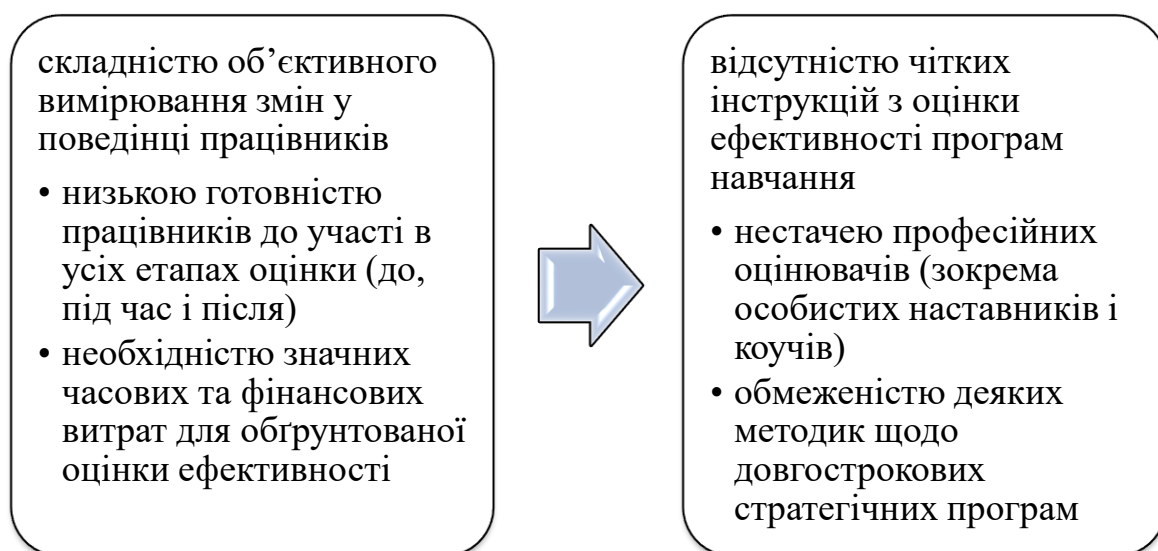 складністю об’єктивного
вимірювання змін у
поведінці працівників
• низькою готовністю
працівників до участі в
усіх етапах оцінки (до,
під час і після)
• необхідністю значних
часових та фінансових
витрат для обґрунтованої
оцінки ефективності
відсутністю чітких
інструкцій з оцінки
ефективності програм
навчання
• нестачею професійних
оцінювачів (зокрема
особистих наставників і
коучів)
• обмеженістю деяких
методик щодо
довгострокових
стратегічних програм